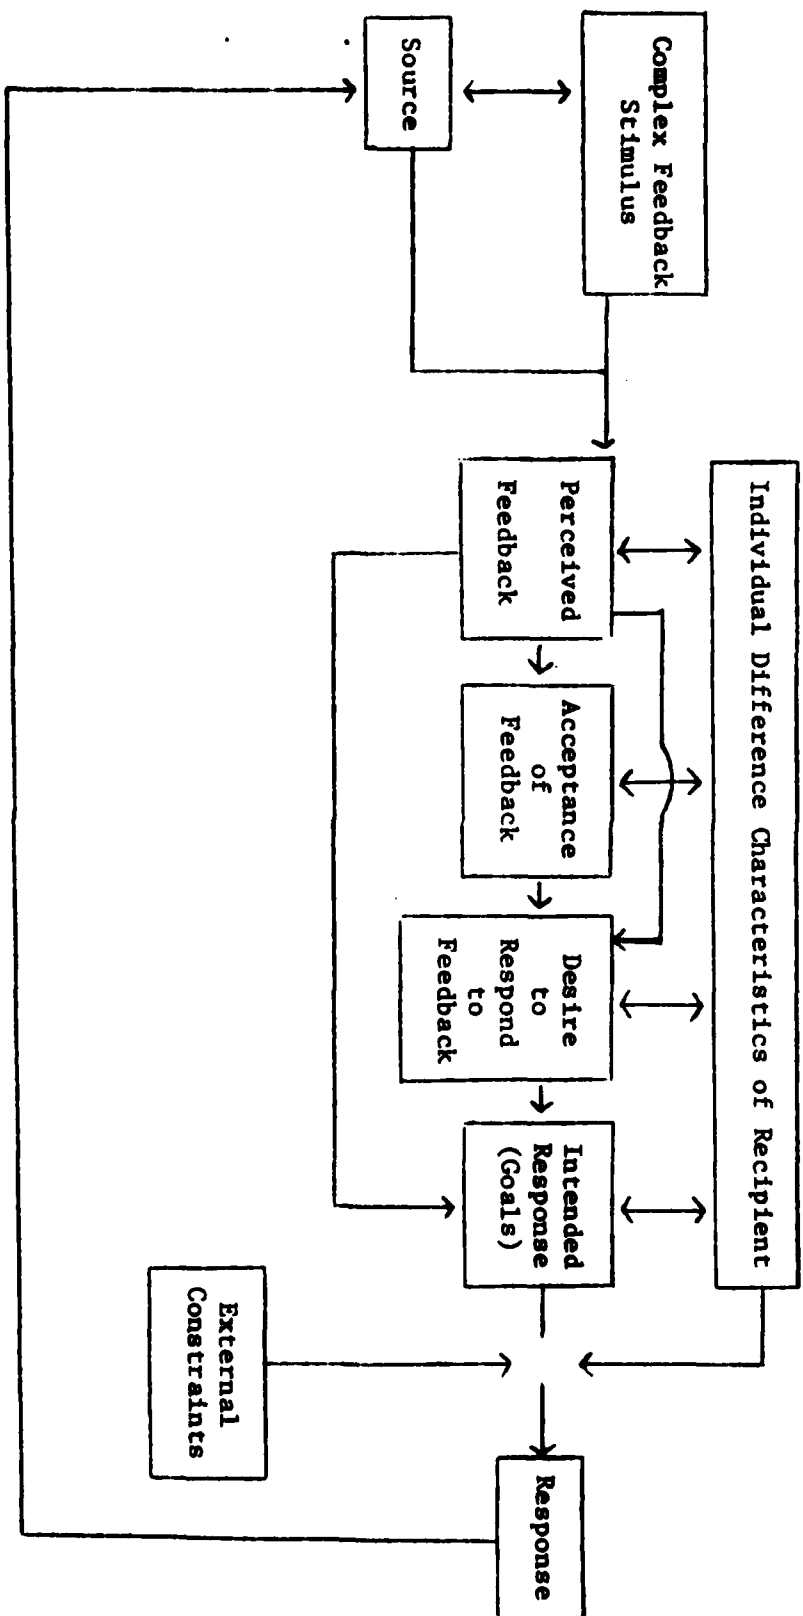 Complex Feedback
Stimulus
Source
Individual Difference Characteristics of Recipient
Perceived
Feedback
Acceptance
of
Feedback
Desire
to
Respond
to
Feedback
Intended
Response
(Goals)
External
Constraints
Response